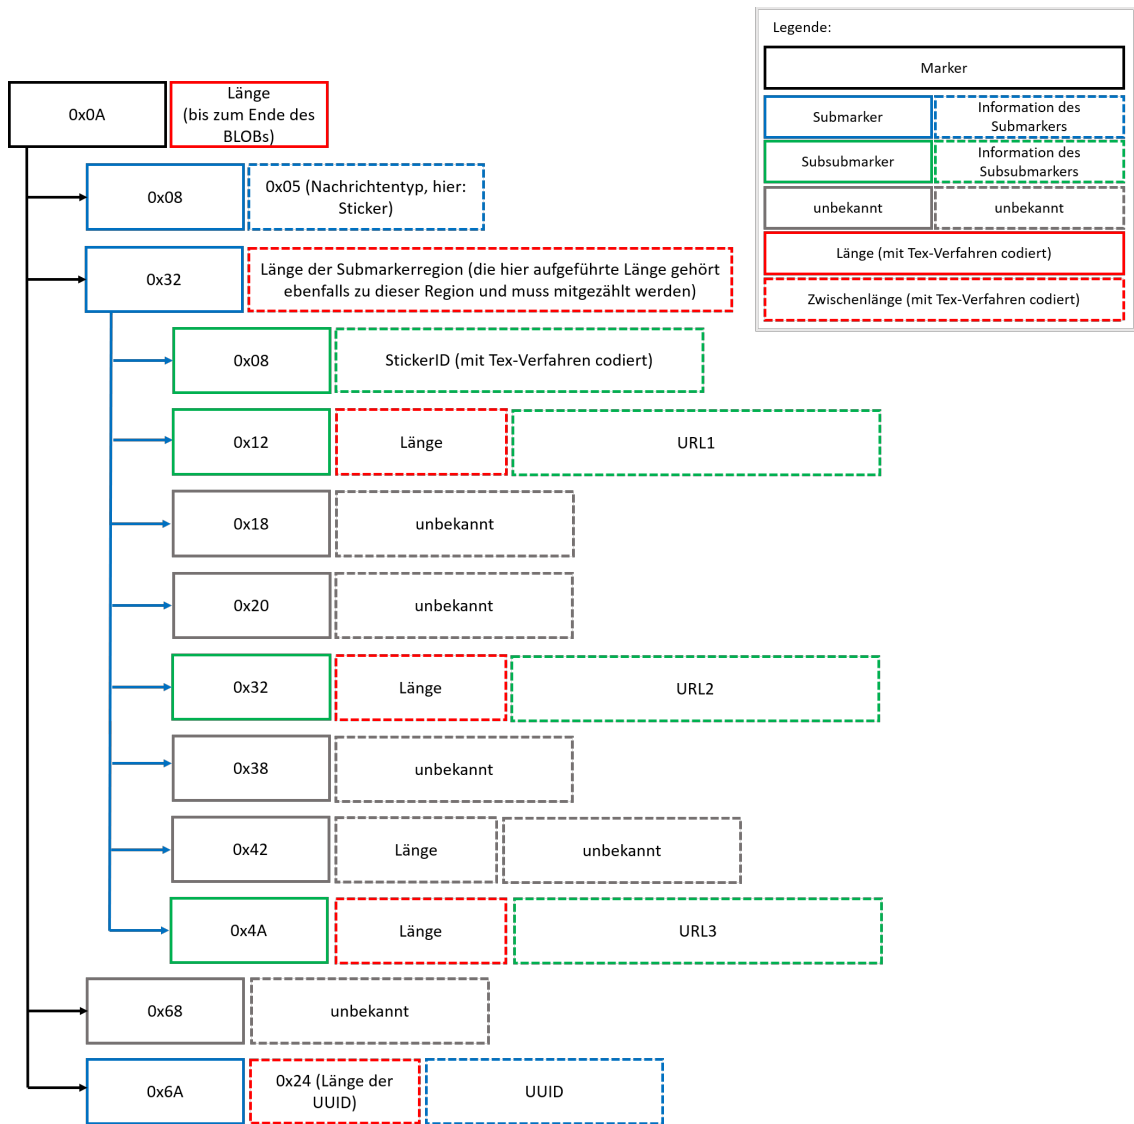 Legende:
Marker
Submarker
Information des
Submarkers
Subsubmarker
Information des
Subsubmarkers
unbekannt
unbekannt
Länge (mit Tex-Verfahren codiert)
Zwischenlänge (mit Tex-Verfahren codiert)
0x0A
Länge
(bis zum Ende des
BLOBs)
0x08
0x05 (Nachrichtentyp, hier:
Sticker)
0x32
Länge der Submarkerregion (die hier aufgeführte Länge gehört
ebenfalls zu dieser Region und muss mitgezählt werden)
0x08
StickerID (mit Tex-Verfahren codiert)
0x12
Länge
URL1
0x18
unbekannt
0x20
unbekannt
0x32
Länge
URL2
0x38
unbekannt
0x42
Länge
unbekannt
0x4A
Länge
URL3
0x68
unbekannt
0x6A
0x24 (Länge der
UUID)
UUID